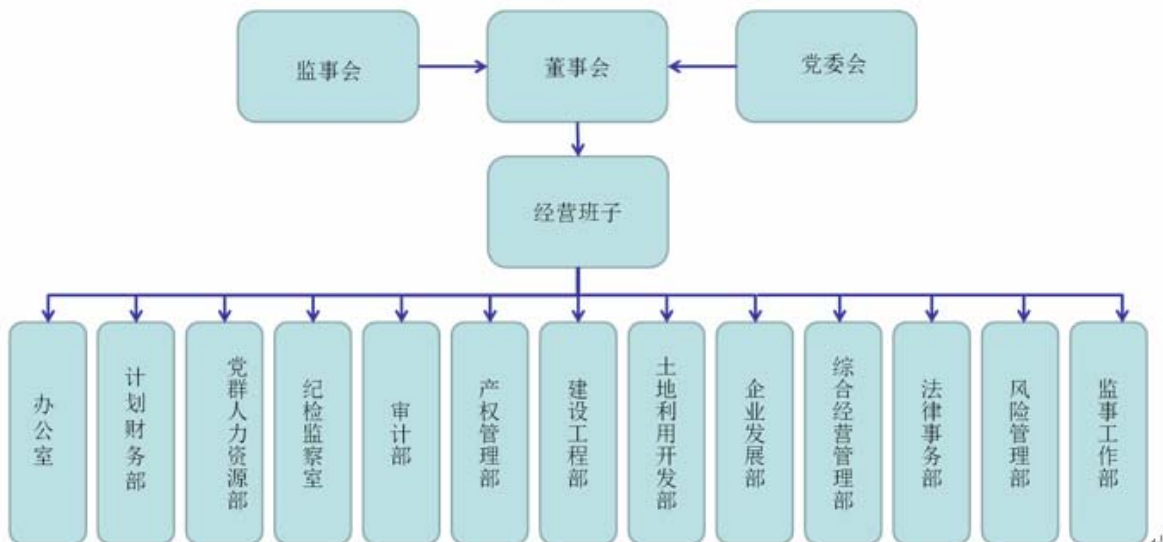 监事会
董事会
党委会
经营班子
办公室
计划财务部
党群人力资源部
纪检监察室
审计部
产权管理部
建设工程部
土地利用开发部
企业发展部
综合经营管理部
法律事务部
风险管理部
监事工作部